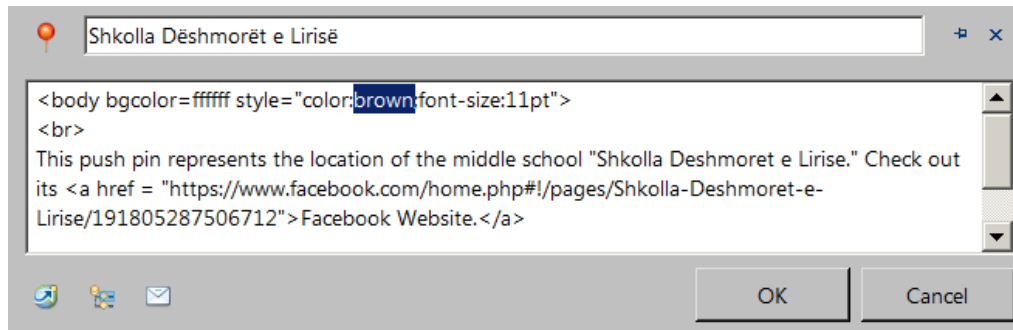 Shkolla Dëshmorët e Lirisë
<body bgcolor=ffffff style="color:brown;font-size:11pt">
<br>
This push pin represents the location of the middle school "Shkolla Deshmoret e Lirise." Check out
its <a href = "https://www.facebook.com/home.php#!/pages/Shkolla-Deshmoret-e-
Lirise/191805287506712">Facebook Website.</a>
OK Cancel